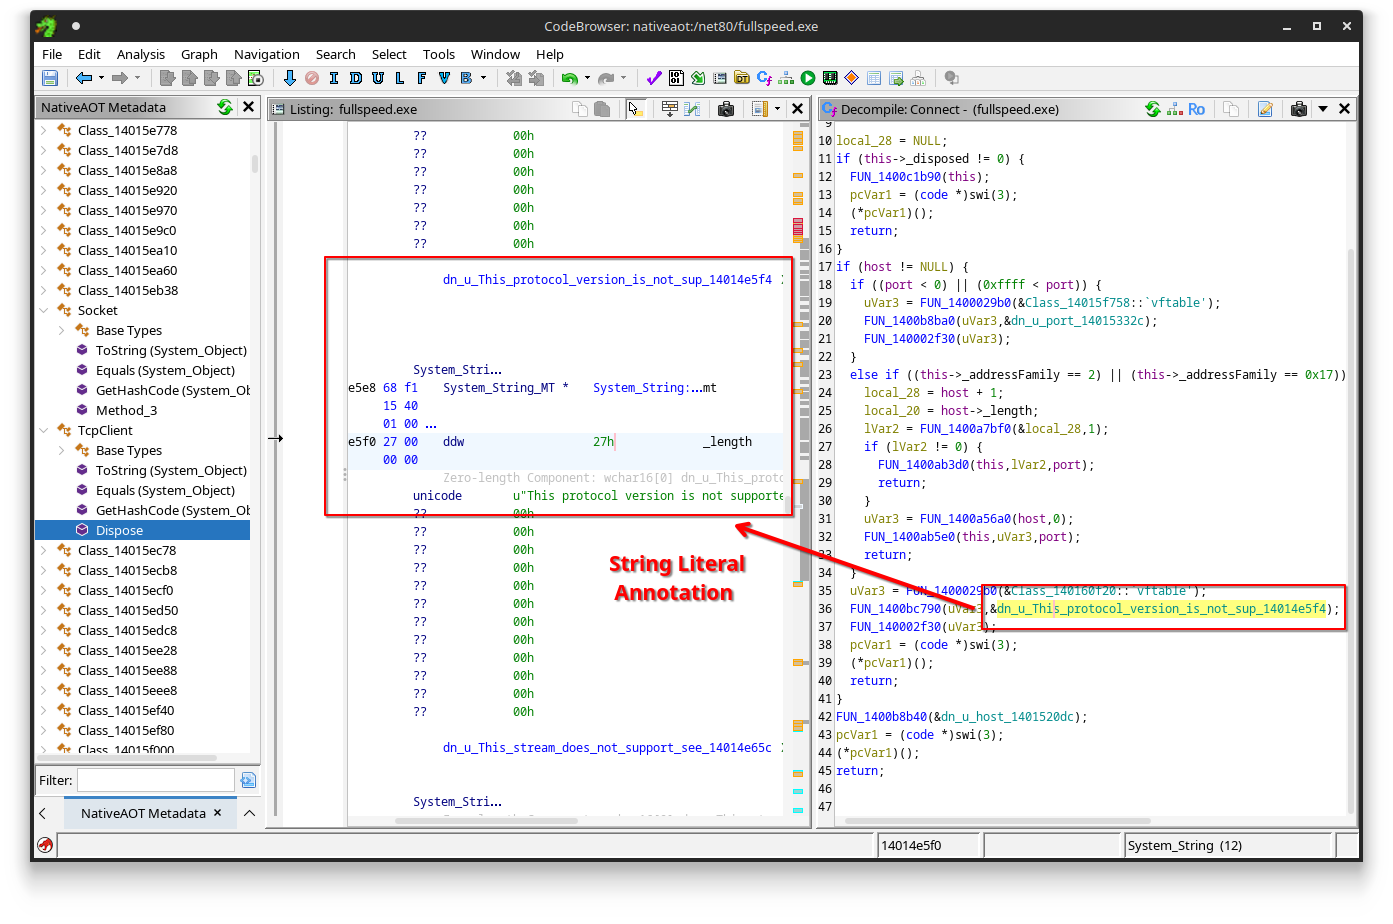 CodeBrowser: nativeaot:/net80/fullspeed.exe
File Edit Analysis Graph Navigation Search Select Tools Window Help
I D U L F V B
NativeAOT Metadata
Class_14015e778
Class_14015e7d8
Class_14015e8a8
Class_14015e920
Class_14015e970
Class_14015e9c0
Class_14015ea10
Class_14015ea60
Class_14015eb38
Socket
Base Types
ToString (System_Object)
Equals (System_Object)
GetHashCode (System_Ob
Method_3
TcpClient
Base Types
ToString (System_Object)
Equals (System_Object)
GetHashCode (System_Ob
Dispose
Class_14015ec78
Class_14015ecb8
Class_14015ecf0
Class_14015ed50
Class_14015edc8
Class_14015ee28
Class_14015ee88
Class_14015eee8
Class_14015ef40
Class_14015ef80
Class_14015f000
Filter:
NativeAOT Metadata
Listing: fullspeed.exe
?? 00h
?? 00h
?? 00h
?? 00h
?? 00h
?? 00h
?? 00h
dn_u_This_protocol_version_is_not_sup_14014e5f4
System_Stri...
e5e8 68 f1 System_String_MT * System_String:...mt
15 40
01 00 ...
e5f0 27 00 ddw 27h _length
00 00
Zero-length Component: wchar16[0] dn_u_This_proto
unicode u"This protocol version is not supporte
?? 00h
?? 00h
?? 00h
?? 00h
?? 00h
?? 00h
?? 00h
?? 00h
?? 00h
?? 00h
?? 00h
?? 00h
dn_u_This_stream_does_not_support_see_14014e65c
System_Stri...
String Literal
Annotation
Decompile: Connect - (fullspeed.exe)
Ro
9
10 local_28 = NULL;
11 if (this->_disposed != 0) {
12 FUN_1400c1b90(this);
13 pcVar1 = (code *)swi(3);
14 (*pcVar1)();
15 return;
16 }
17 if (host != NULL) {
18 if ((port < 0) || (0xffff < port)) {
19 uVar3 = FUN_1400029b0(&Class_14015f758::`vftable');
20 FUN_1400b8ba0(uVar3,&dn_u_port_14015332c);
21 FUN_140002f30(uVar3);
22 }
23 else if ((this->_addressFamily == 2) || (this->_addressFamily == 0x17))
24 local_28 = host + 1;
25 local_20 = host->_length;
26 lVar2 = FUN_1400a7bf0(&local_28,1);
27 if (lVar2 != 0) {
28 FUN_1400ab3d0(this,lVar2,port);
29 return;
30 }
31 uVar3 = FUN_1400a56a0(host,0);
32 FUN_1400ab5e0(this,uVar3,port);
33 return;
34 }
35 uVar3 = FUN_1400029b0(&Class_140160f20::`vftable');
36 FUN_1400bc790(uVar3,&dn_u_This_protocol_version_is_not_sup_14014e5f4);
37 FUN_140002f30(uVar3);
38 pcVar1 = (code *)swi(3);
39 (*pcVar1)();
40 return;
41 }
42 FUN_1400b8b40(&dn_u_host_1401520dc);
43 pcVar1 = (code *)swi(3);
44 (*pcVar1)();
45 return;
46
47
14014e5f0
System_String (12)